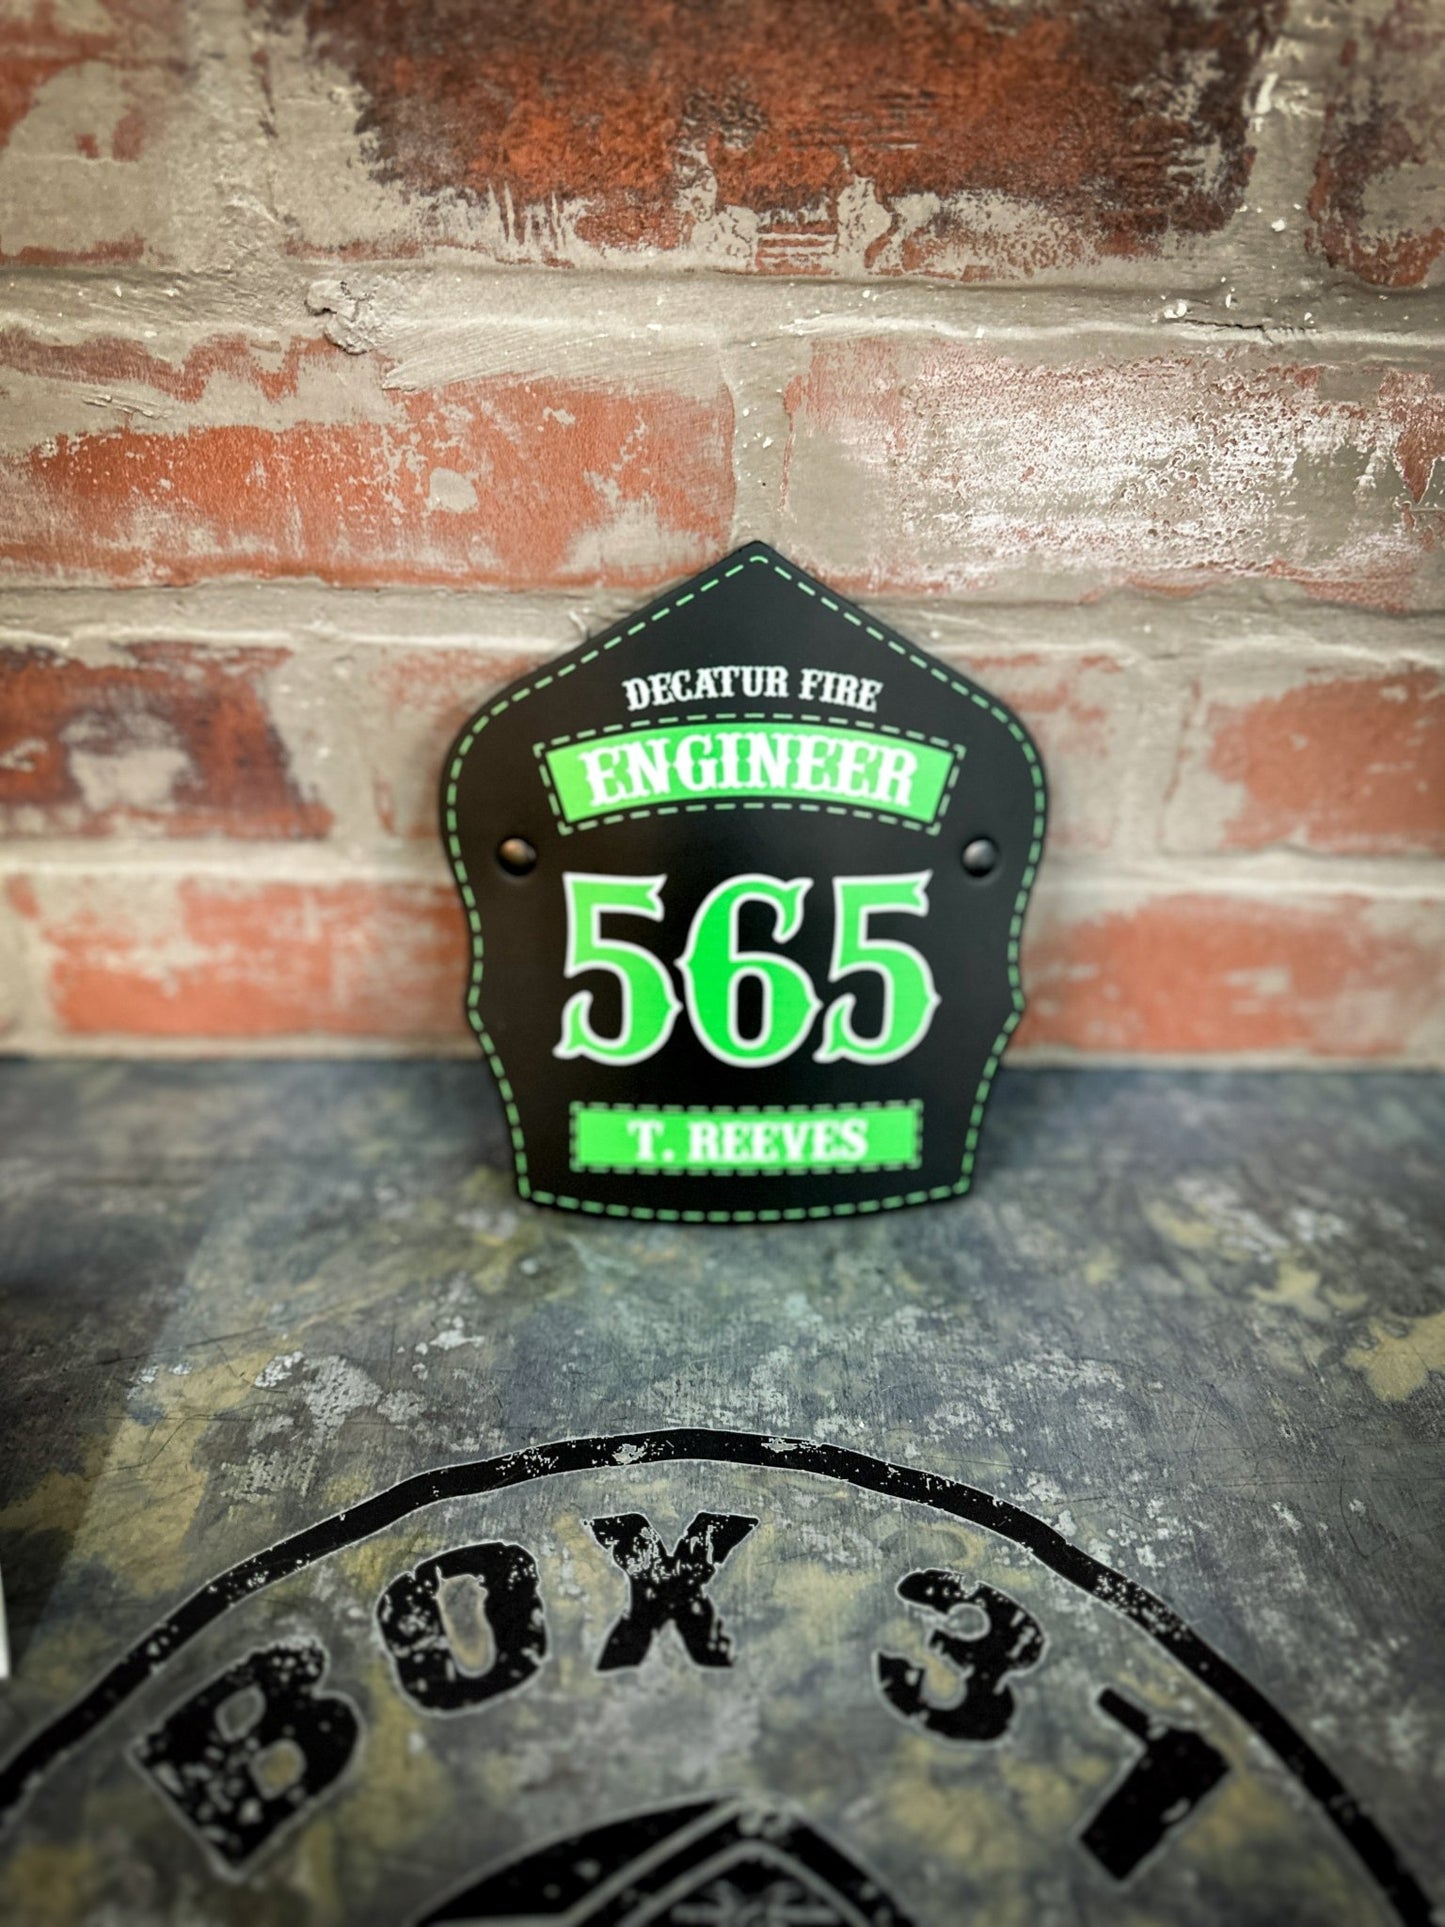 DECATUR FIRE
ENGINEER
565
T. REEVES
BOX 31